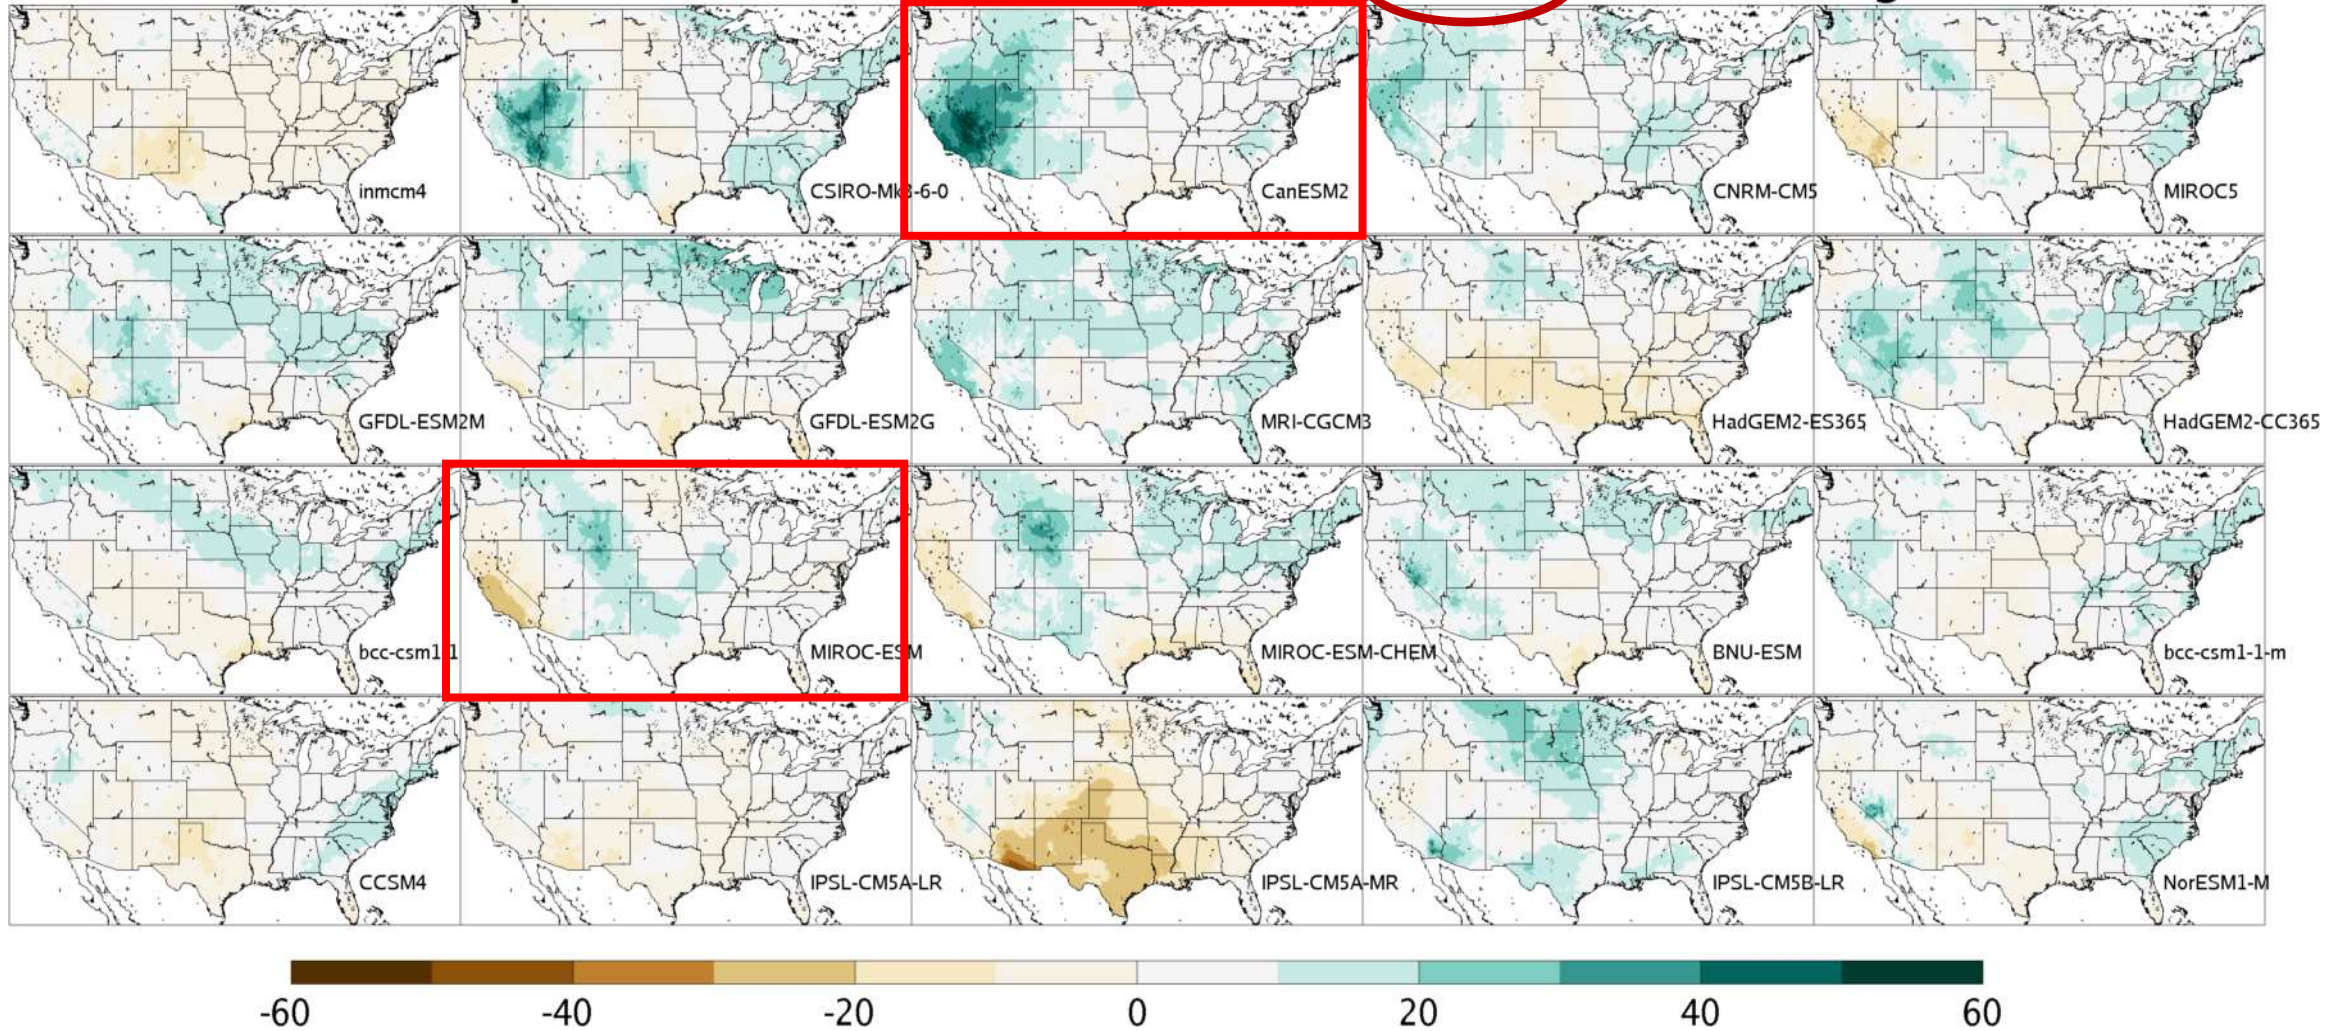 inmcm4 CSIRO-Mk3-6-0 CanESM2 CNRM-CM5 MIROC5
GFDL-ESM2M GFDL-ESM2G MRI-CGCM3 HadGEM2-ES365 HadGEM2-CC365
bcc-csm1-1 MIROC-ESM MIROC-ESM-CHEM BNU-ESM bcc-csm1-1-m
CCSM4 IPSL-CM5A-LR IPSL-CM5A-MR IPSL-CM5B-LR NorESM1-M
-60 -40 -20 0 20 40 60